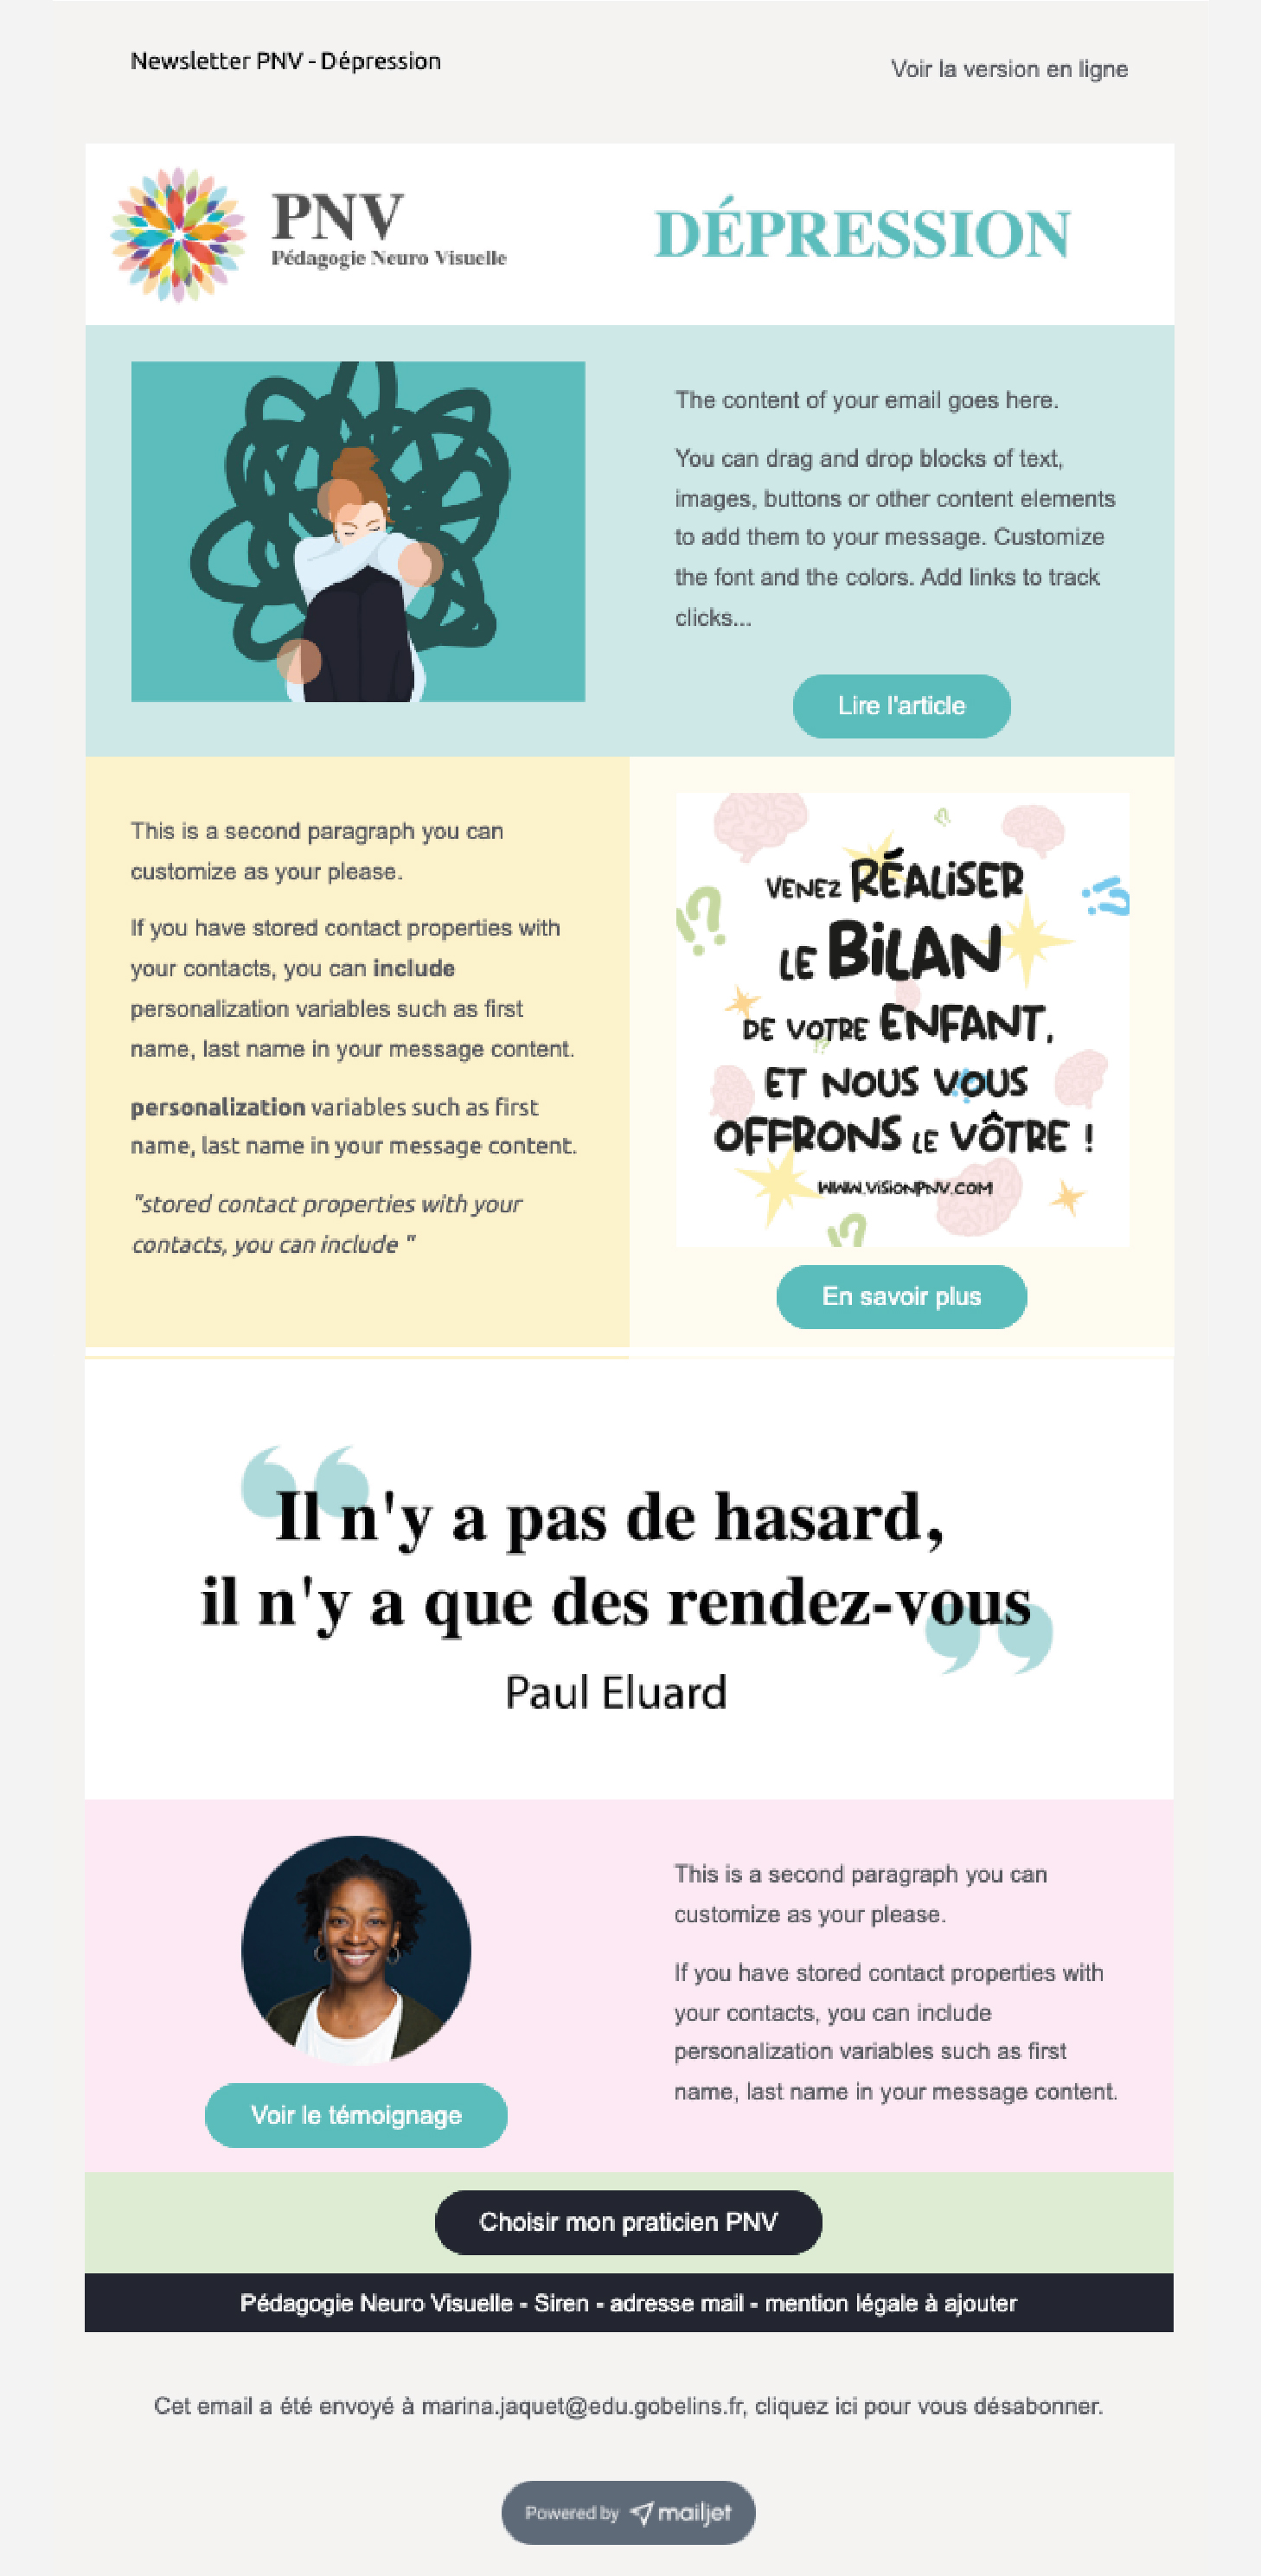 Newsletter PNV - Dépression
Voir la version en ligne
PNV
Pédagogie Neuro Visuelle
DÉPRESSION
The content of your email goes here.
You can drag and drop blocks of text,
images, buttons or other content elements
to add them to your message. Customize
the font and the colors. Add links to track
clicks...
Lire l'article
This is a second paragraph you can
customize as your please.
If you have stored contact properties with
your contacts, you can include
personalization variables such as first
name, last name in your message content.
personalization variables such as first
name, last name in your message content.
"stored contact properties with your
contacts, you can include "
VENEZ RÉALISER
LE BILAN
DE VOTRE ENFANT,
ET NOUS VOUS
OFFRONS LE VÔTRE !
WWW.VISIONPNV.COM
En savoir plus
Il n'y a pas de hasard,
il n'y a que des rendez-vous
Paul Eluard
This is a second paragraph you can
customize as your please.
If you have stored contact properties with
your contacts, you can include
personalization variables such as first
name, last name in your message content.
Voir le témoignage
Choisir mon praticien PNV
Pédagogie Neuro Visuelle - Siren - adresse mail - mention légale à ajouter
Cet email a été envoyé à marina.jaquet@edu.gobelins.fr, cliquez ici pour vous désabonner.
Powered by mailjet